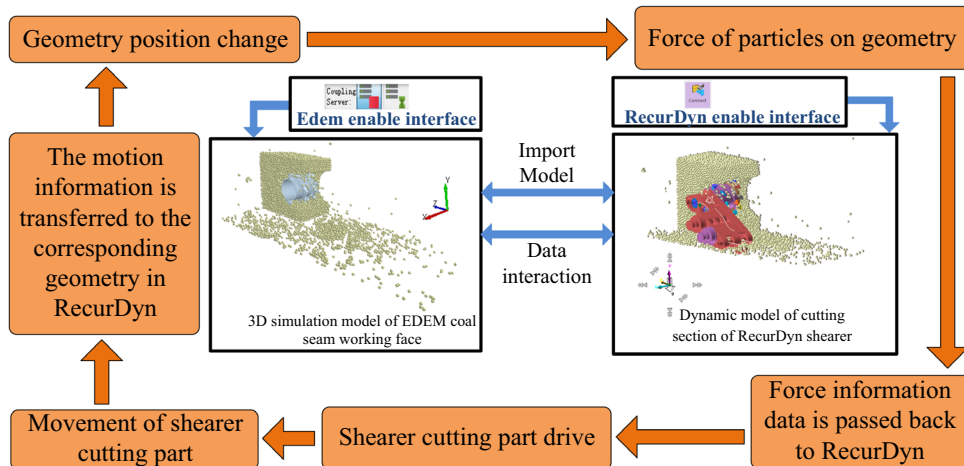 Geometry position change
Force of particles on geometry
Coupling
Server:
Edem enable interface
Connect
RecurDyn enable interface
The motion
information is
transferred to the
corresponding
geometry in
RecurDyn
Y
Z
X
3D simulation model of EDEM coal
seam working face
Import
Model
Data
interaction
Dynamic model of cutting
section of RecurDyn shearer
Movement of shearer
cutting part
Shearer cutting part drive
Force information
data is passed back
to RecurDyn